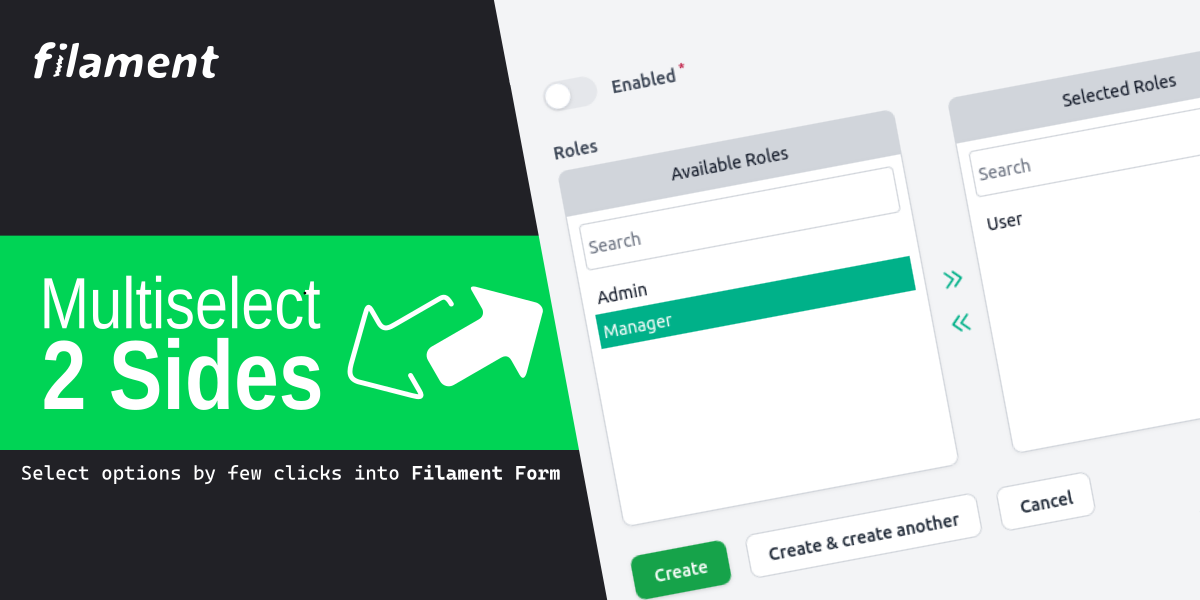 filament
Multiselect
2 Sides
Select options by few clicks into Filament Form
Enabled *
Roles
Available Roles
Search
Admin
Manager
Selected Roles
Search
User
Create
Create & create another
Cancel